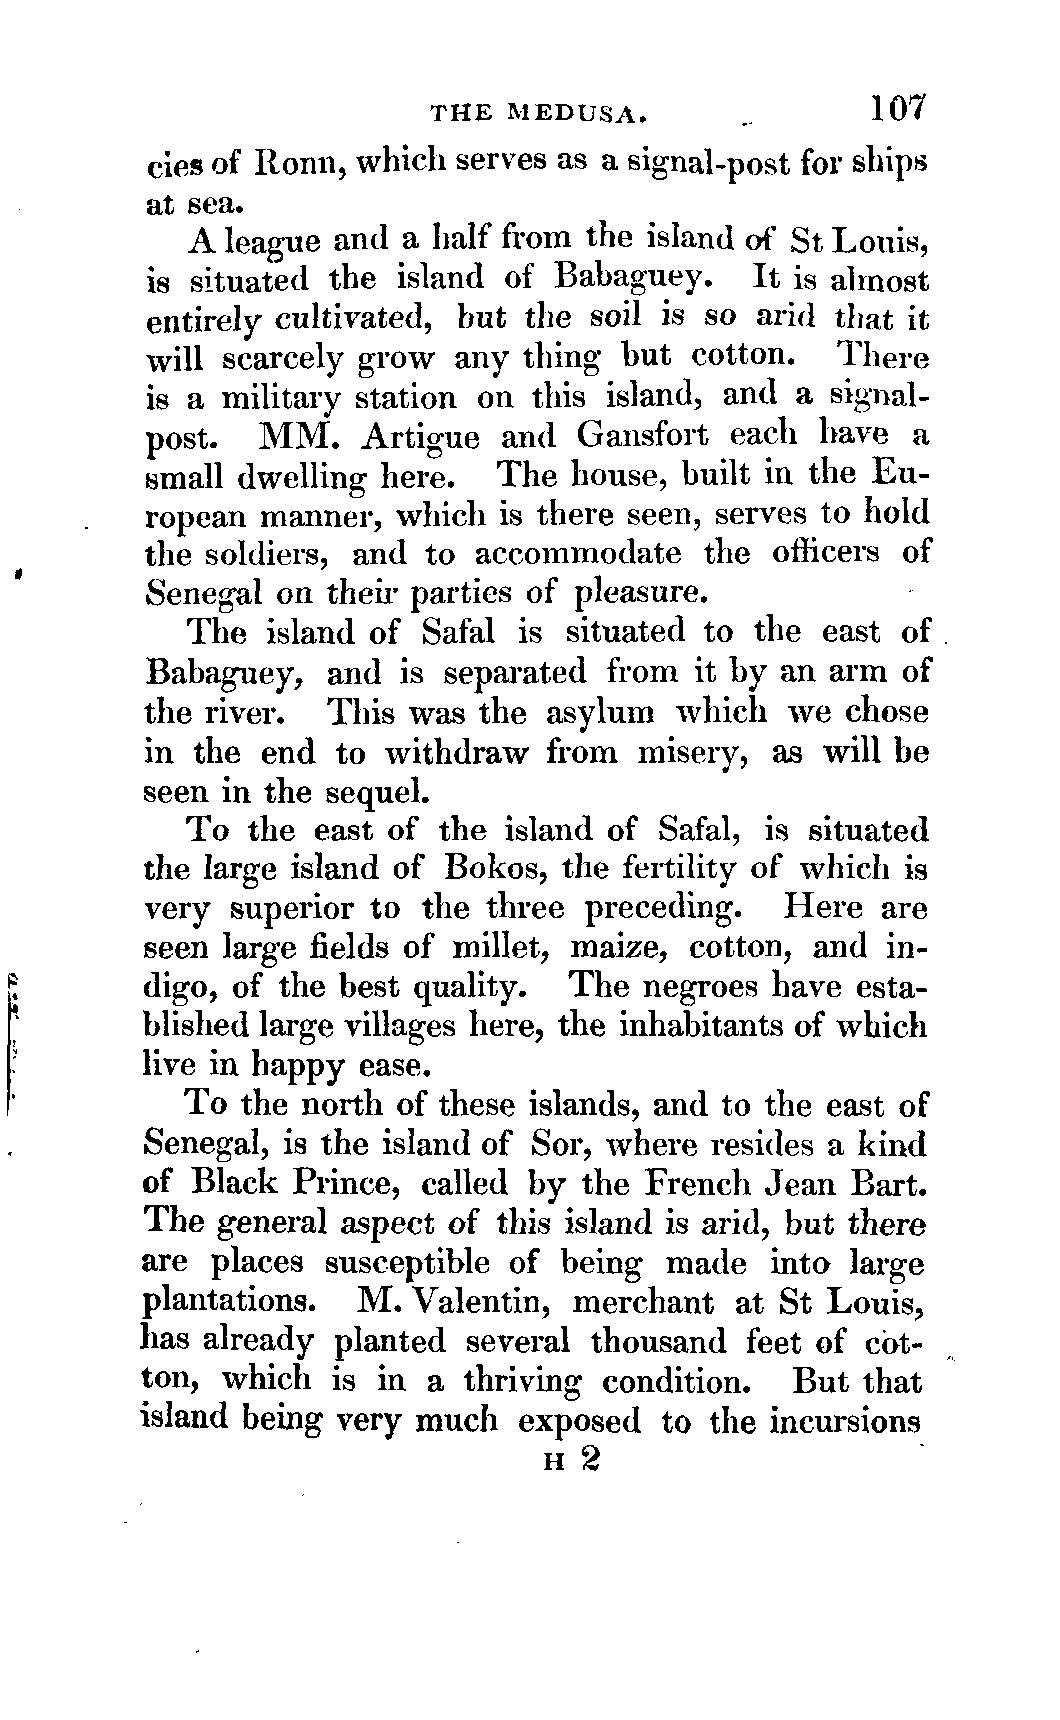 THE MEDUSA. 107
cies of Ronn, which serves as a signal-post for ships
at sea.
A league and a half from the island of St Louis,
is situated the island of Babaguey. It is almost
entirely cultivated, but the soil is so arid that it
will scarcely grow any thing but cotton. There
is a military station on this island, and a signal-
post. MM. Artigue and Gansfort each have a
small dwelling here. The house, built in the Eu-
ropean manner, which is there seen, serves to hold
the soldiers, and to accommodate the officers of
Senegal on their parties of pleasure.
The island of Safal is situated to the east of
Babaguey, and is separated from it by an arm of
the river. This was the asylum which we chose
in the end to withdraw from misery, as will be
seen in the sequel.
To the east of the island of Safal, is situated
the large island of Bokos, the fertility of which is
very superior to the three preceding. Here are
seen large fields of millet, maize, cotton, and in-
digo, of the best quality. The negroes have esta-
blished large villages here, the inhabitants of which
live in happy ease.
To the north of these islands, and to the east of
Senegal, is the island of Sor, where resides a kind
of Black Prince, called by the French Jean Bart.
The general aspect of this island is arid, but there
are places susceptible of being made into large
plantations. M. Valentin, merchant at St Louis,
has already planted several thousand feet of cot-
ton, which is in a thriving condition. But that
island being very much exposed to the incursions
H 2